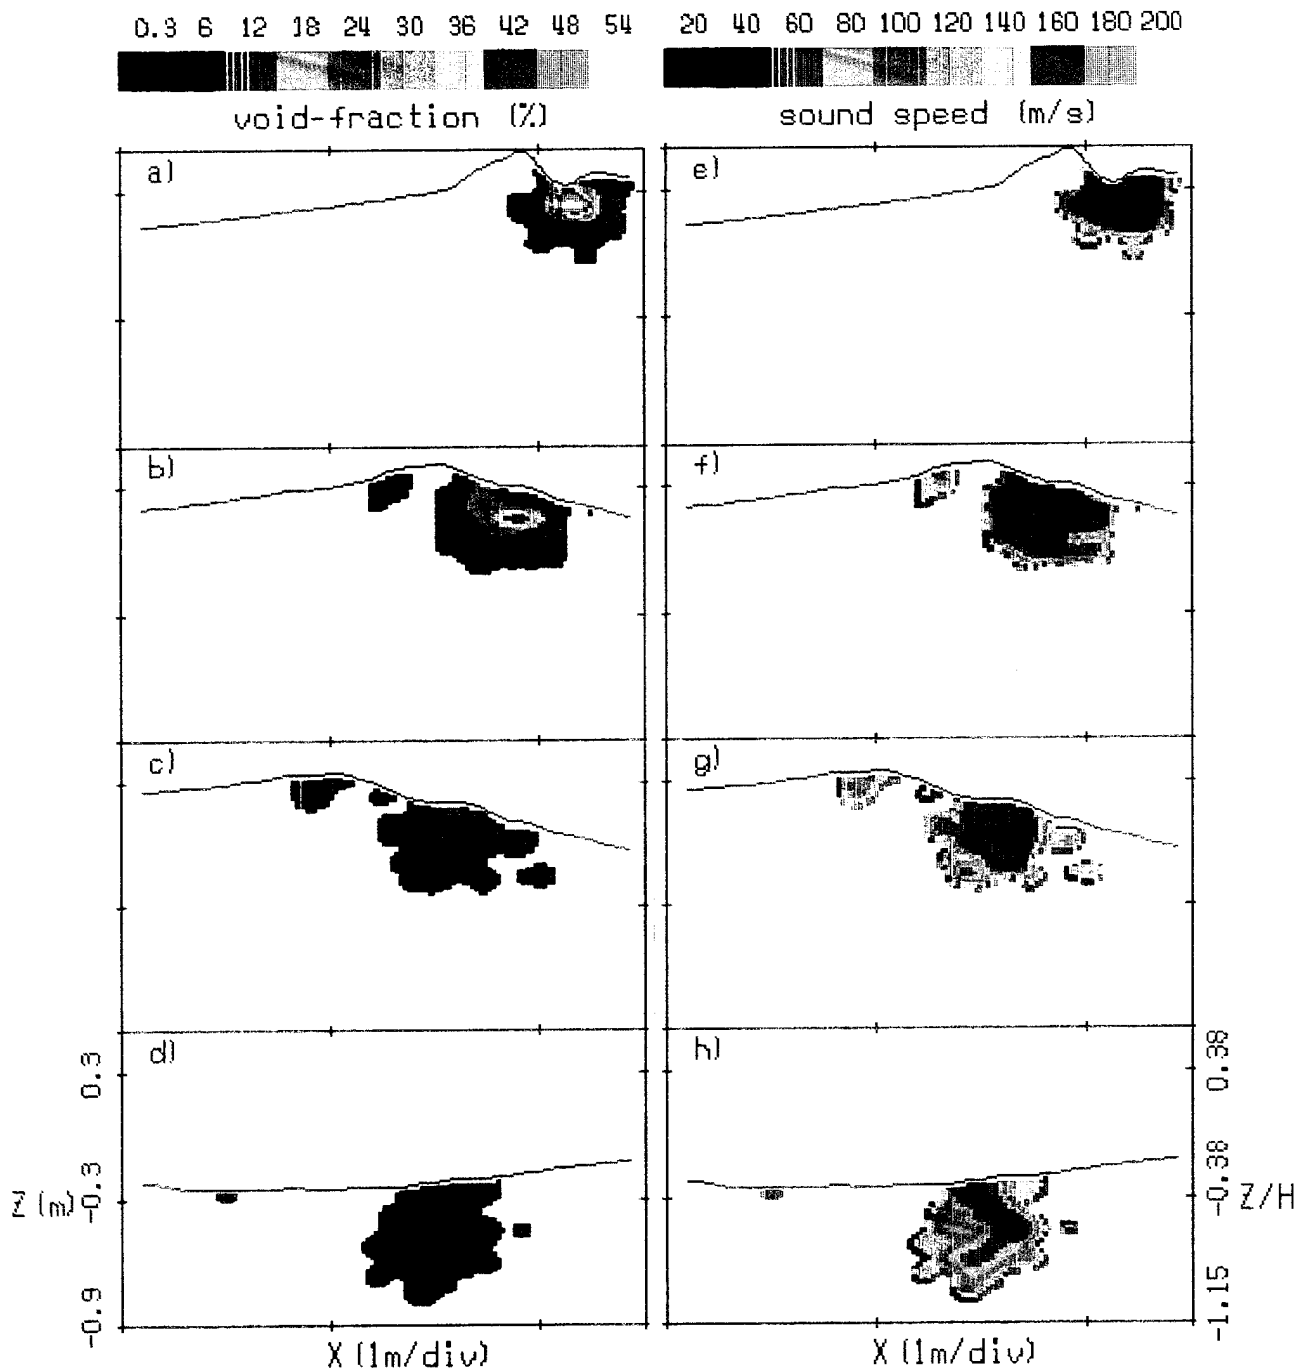 0.3 6 12 18 24 30 36 42 48 54
20 40 60 80 100 120 140 160 180 200
void-fraction (%)
sound speed (m/s)
a)
e)
b)
f)
c)
g)
d)
h)
0.3
0.38
Z (m)
-0.3
-0.38
Z/H
-0.9
-1.15
X (1m/div)
X (1m/div)